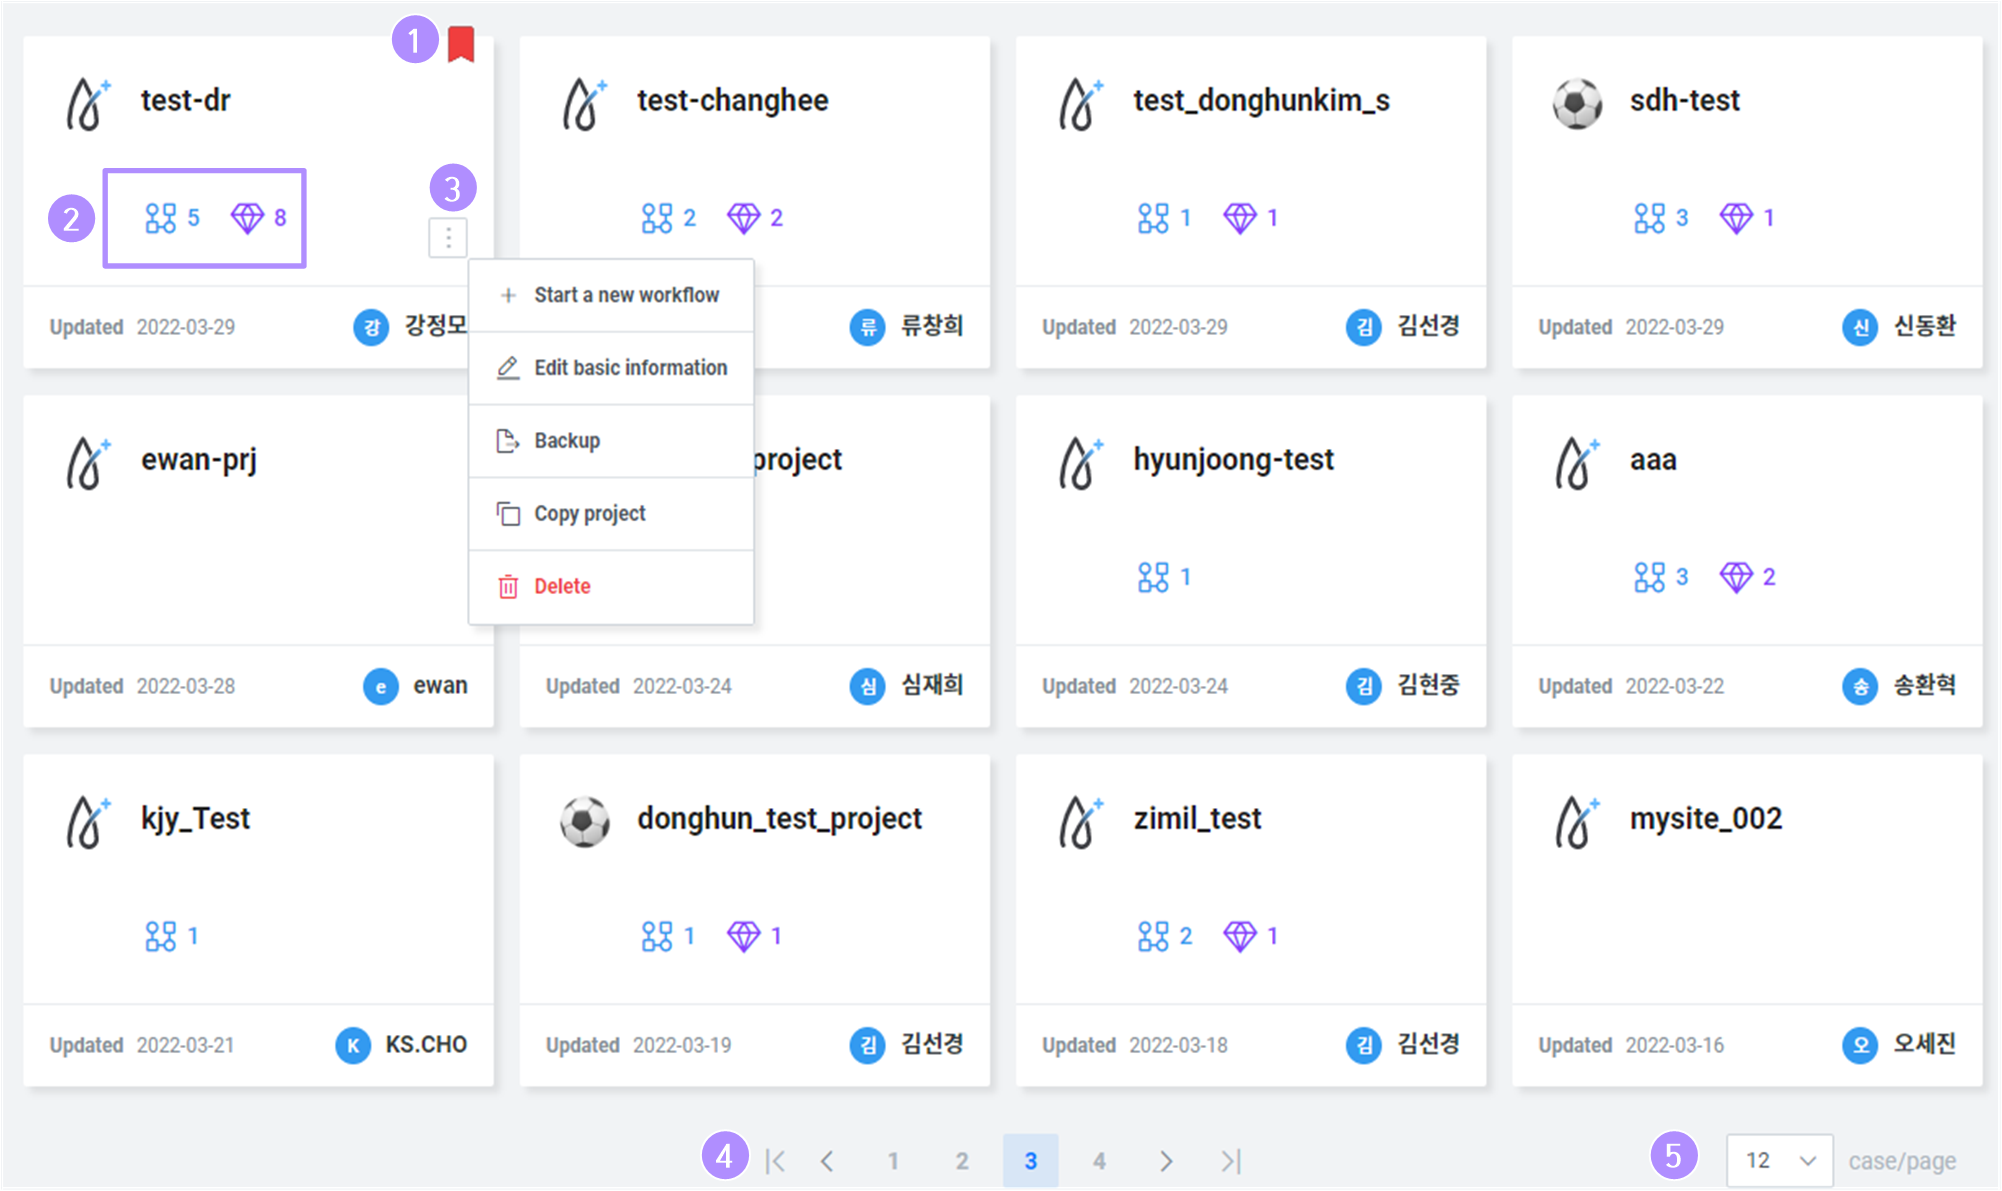 1
test-dr
2
5
8
3
Updated 2022-03-29
강 강정모
test-changhee
2
2
류 류창희
test_donghunkim_s
1
1
Updated 2022-03-29
김 김선경
sdh-test
3
1
Updated 2022-03-29
신 신동환
Start a new workflow
Edit basic information
Backup
Copy project
Delete
ewan-prj
Updated 2022-03-28
e ewan
project
Updated 2022-03-24
심 심재희
hyunjoong-test
1
Updated 2022-03-24
김 김현중
aaa
3
2
Updated 2022-03-22
송 송환혁
kjy_Test
1
Updated 2022-03-21
K KS.CHO
donghun_test_project
1
1
Updated 2022-03-19
김 김선경
zimil_test
2
1
Updated 2022-03-18
김 김선경
mysite_002
Updated 2022-03-16
오 오세진
4
1 2 3 4
5
12 case/page